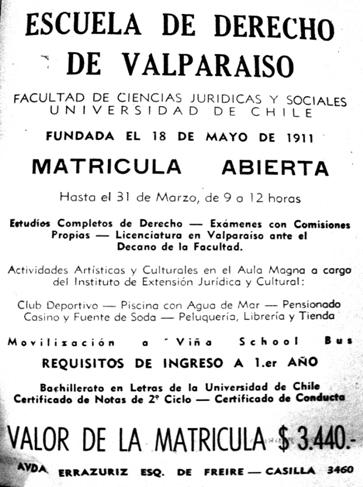 ESCUELA DE DERECHO
DE VALPARAISO
FACULTAD DE CIENCIAS JURIDICAS Y SOCIALES
UNIVERSIDAD DE CHILE
FUNDADA EL 18 DE MAYO DE 1911
MATRICULA ABIERTA
Hasta el 31 de Marzo, de 9 a 12 horas
Estudios Completos de Derecho — Exámenes con Comisiones
Propias — Licenciatura en Valparaíso ante el
Decano de la Facultad.
Actividades Artísticas y Culturales en el Aula Magna a cargo
del Instituto de Extensión Jurídica y Cultural:
Club Deportivo — Piscina con Agua de Mar — Pensionado
Casino y Fuente de Soda — Peluquería, Librería y Tienda
Movilización a Viña School Bus
REQUISITOS DE INGRESO A 1.er AÑO
Bachillerato en Letras de la Universidad de Chile
Certificado de Notas de 2º Ciclo — Certificado de Conducta
VALOR DE LA MATRICULA $ 3.440.-
AVDA ERRAZURIZ ESQ. DE FREIRE — CASILLA 3460